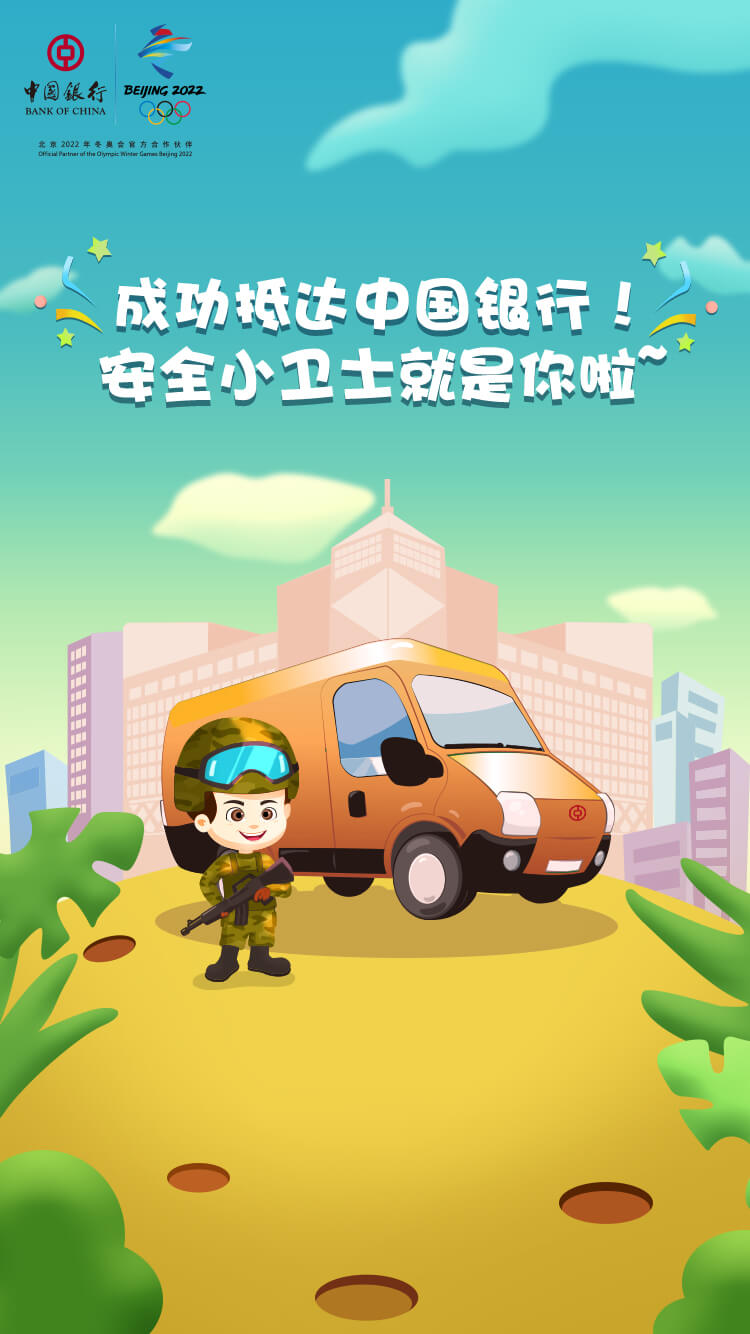 中国銀行
BANK OF CHINA
BEIJING 2022
北京2022年冬奥会官方合作伙伴
Official Partner of the Olympic Winter Games Beijing 2022
成功抵达中国银行！
安全小卫士就是你啦~